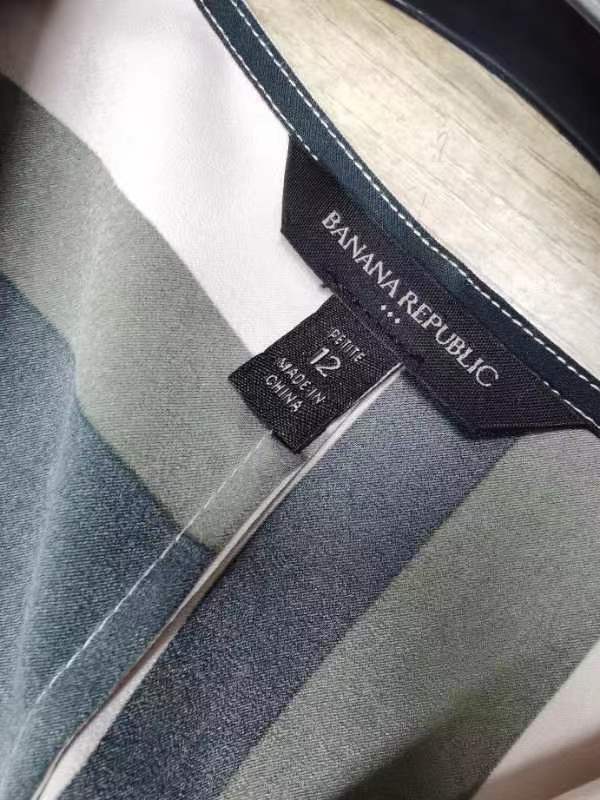 BANANA REPUBLIC
PETITE
12
MADE IN
CHINA